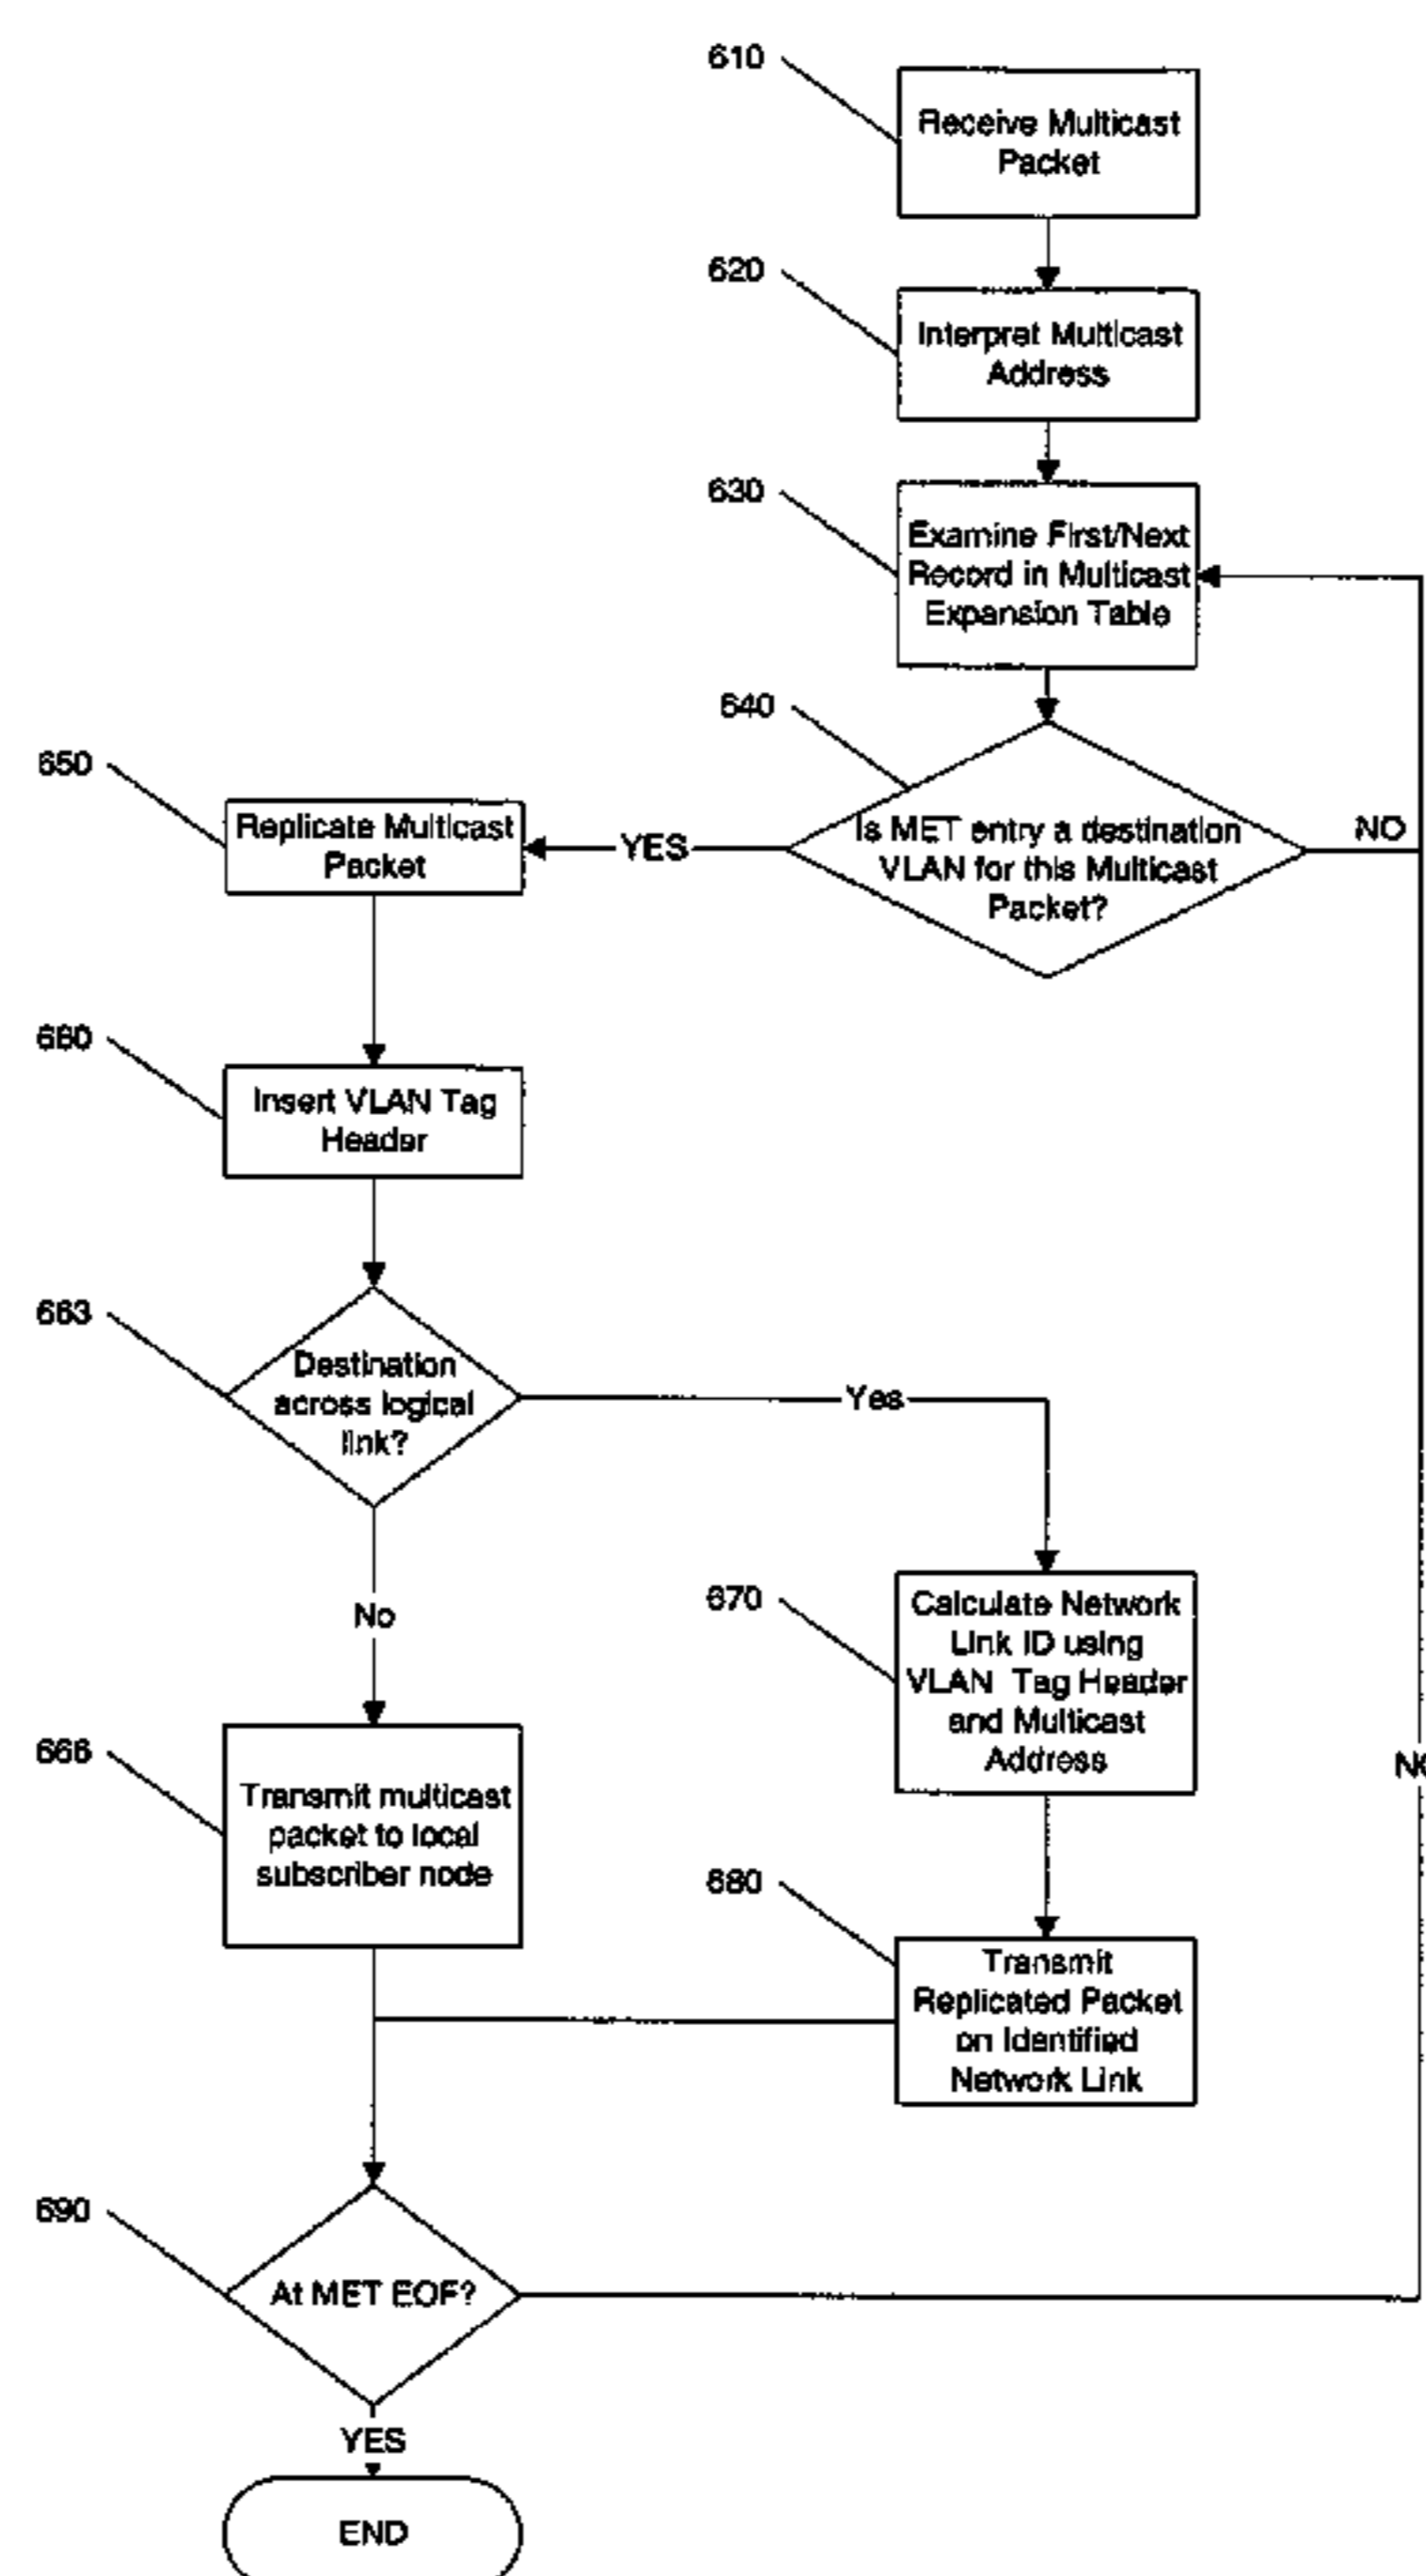 610
Receive Multicast
Packet
620
Interpret Multicast
Address
630
Examine First/Next
Record in Multicast
Expansion Table
640
Is MET entry a destination
VLAN for this Multicast
Packet?
NO
YES
650
Replicate Multicast
Packet
660
Insert VLAN Tag
Header
663
Destination
across logical
link?
Yes
No
670
Calculate Network
Link ID using
VLAN Tag Header
and Multicast
Address
666
Transmit multicast
packet to local
subscriber node
680
Transmit
Replicated Packet
on Identified
Network Link
690
At MET EOF?
NO
YES
END